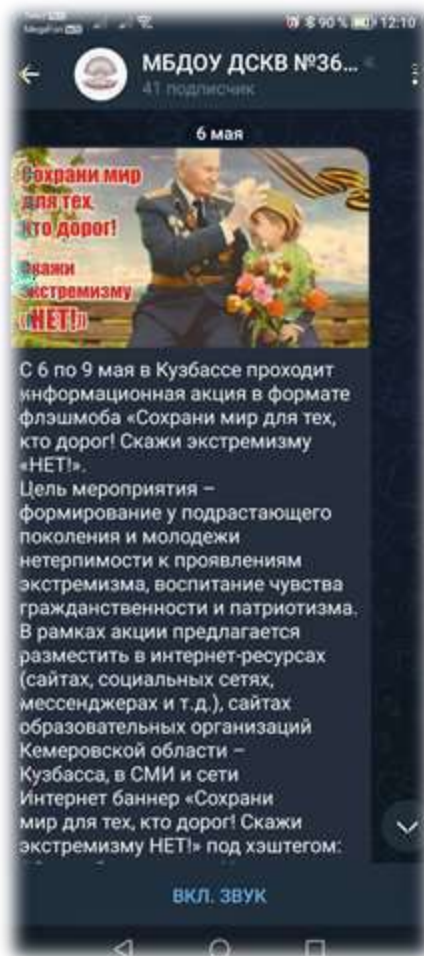 MegaFon
90 %
12:10
МБДОУ ДСКВ №36...
41 подписчик
6 мая
Сохрани мир
для тех,
кто дорог!
Скажи
экстремизму
«НЕТ!»
С 6 по 9 мая в Кузбассе проходит
информационная акция в формате
флэшмоба «Сохрани мир для тех,
кто дорог! Скажи экстремизму
«НЕТ!».
Цель мероприятия –
формирование у подрастающего
поколения и молодежи
нетерпимости к проявлениям
экстремизма, воспитание чувства
гражданственности и патриотизма.
В рамках акции предлагается
разместить в интернет-ресурсах
(сайтах, социальных сетях,
мессенджерах и т.д.), сайтах
образовательных организаций
Кемеровской области –
Кузбасса, в СМИ и сети
Интернет баннер «Сохрани
мир для тех, кто дорог! Скажи
экстремизму НЕТ!» под хэштегом:
ВКЛ. ЗВУК